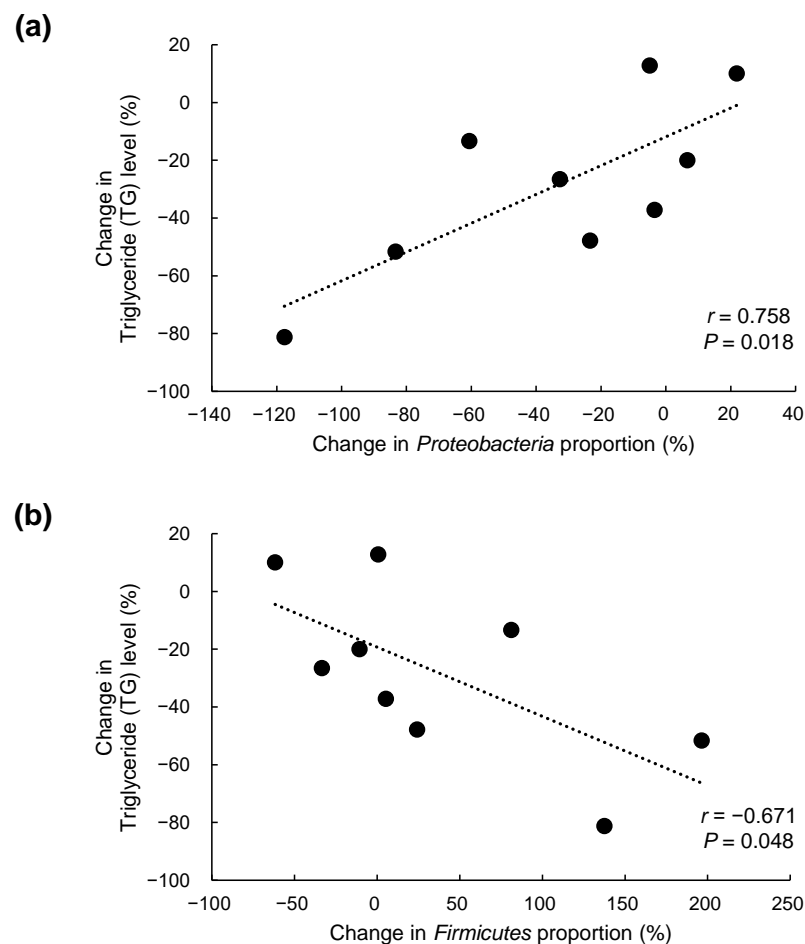 (a)
20
0
−20
−40
−60
−80
−100
Change in
Triglyceride (TG) level (%)
r = 0.758
P = 0.018
−140 −120 −100 −80 −60 −40 −20 0 20 40
Change in Proteobacteria proportion (%)
(b)
20
0
−20
−40
−60
−80
−100
Change in
Triglyceride (TG) level (%)
r = −0.671
P = 0.048
−100 −50 0 50 100 150 200 250
Change in Firmicutes proportion (%)